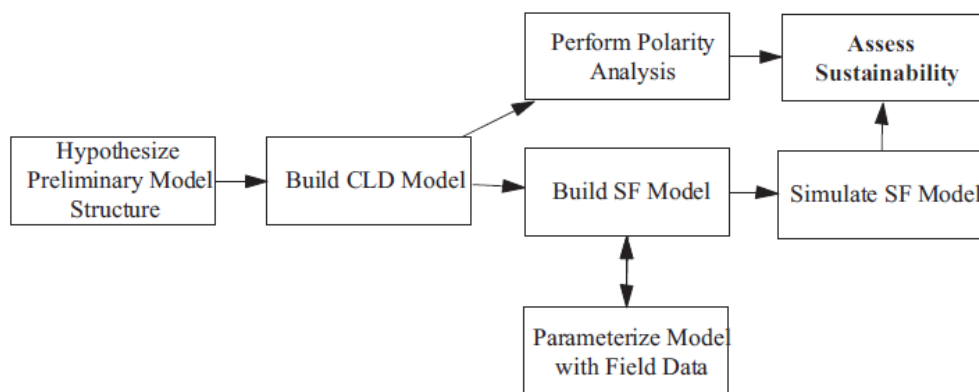 Perform Polarity
Analysis
Assess
Sustainability
Hypothesize
Preliminary Model
Structure
Build CLD Model
Build SF Model
Simulate SF Model
Parameterize Model
with Field Data